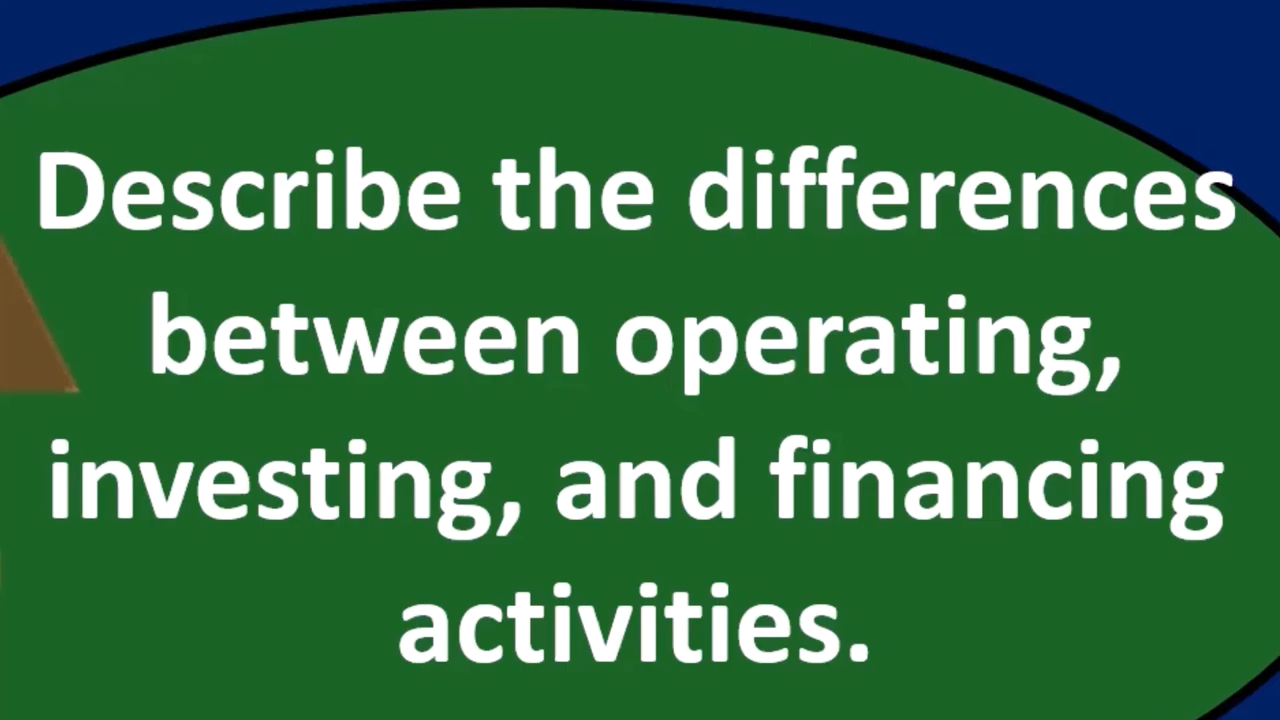 Describe the differences
between operating,
investing, and financing
activities.